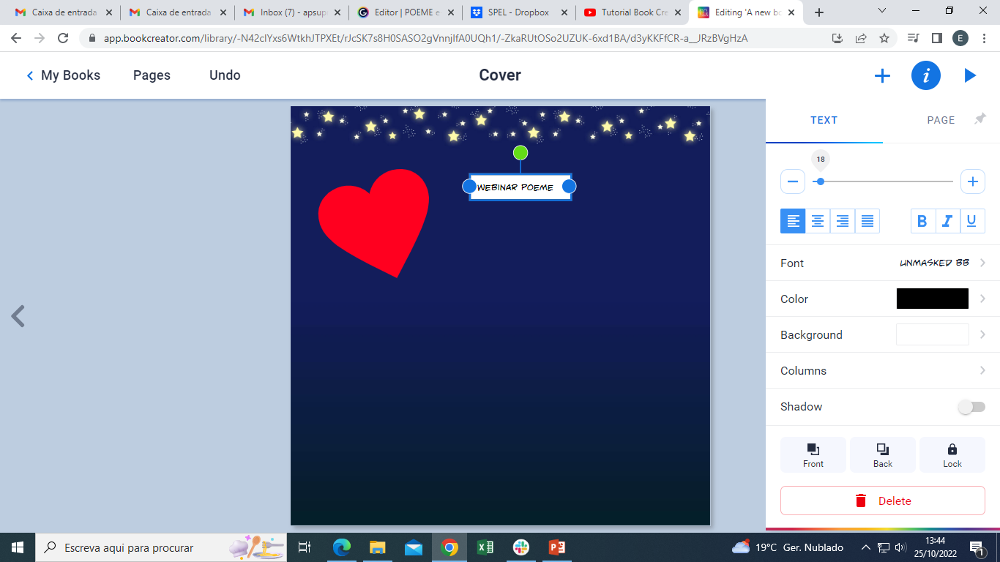 Caixa de entrada
Caixa de entrada
Inbox (7) - apsup
Editor | POEME e
SPEL - Dropbox
Tutorial Book Cre
Editing 'A new bo
app.bookcreator.com/library/-N42cIYxs6WtkhJTPXEt/rJcSK7s8H0SASO2gVnnjIfA0UQh1/-ZkaRUtOSo2UZUK-6xd1BA/d3yKKFfCR-a__JRzBVgHzA
E
My Books
Pages
Undo
Cover
i
TEXT
PAGE
18
WEBINAR POEME
B I U
Font
UNMASKED BB
Color
Background
Columns
Shadow
Front
Back
Lock
Delete
Escreva aqui para procurar
19°C Ger. Nublado
13:44
25/10/2022
1